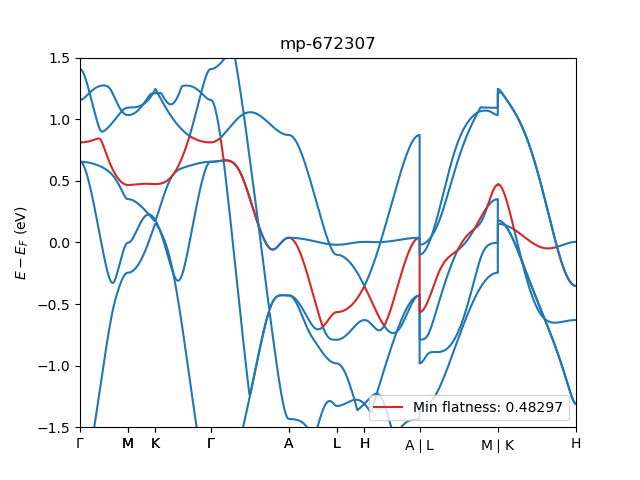 mp-672307
1.5
1.0
0.5
0.0
−0.5
−1.0
−1.5
E − E_F (eV)
Min flatness: 0.48297
Γ M K Γ A L H A | L M | K H